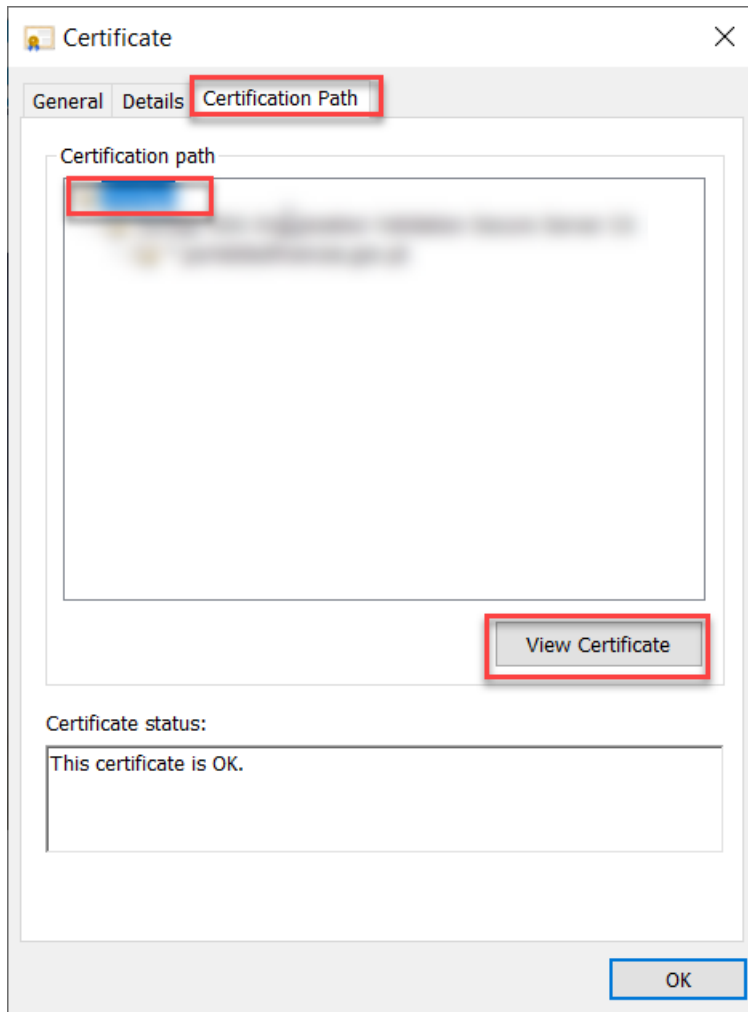 Certificate
General Details Certification Path
Certification path
View Certificate
Certificate status:
This certificate is OK.
OK